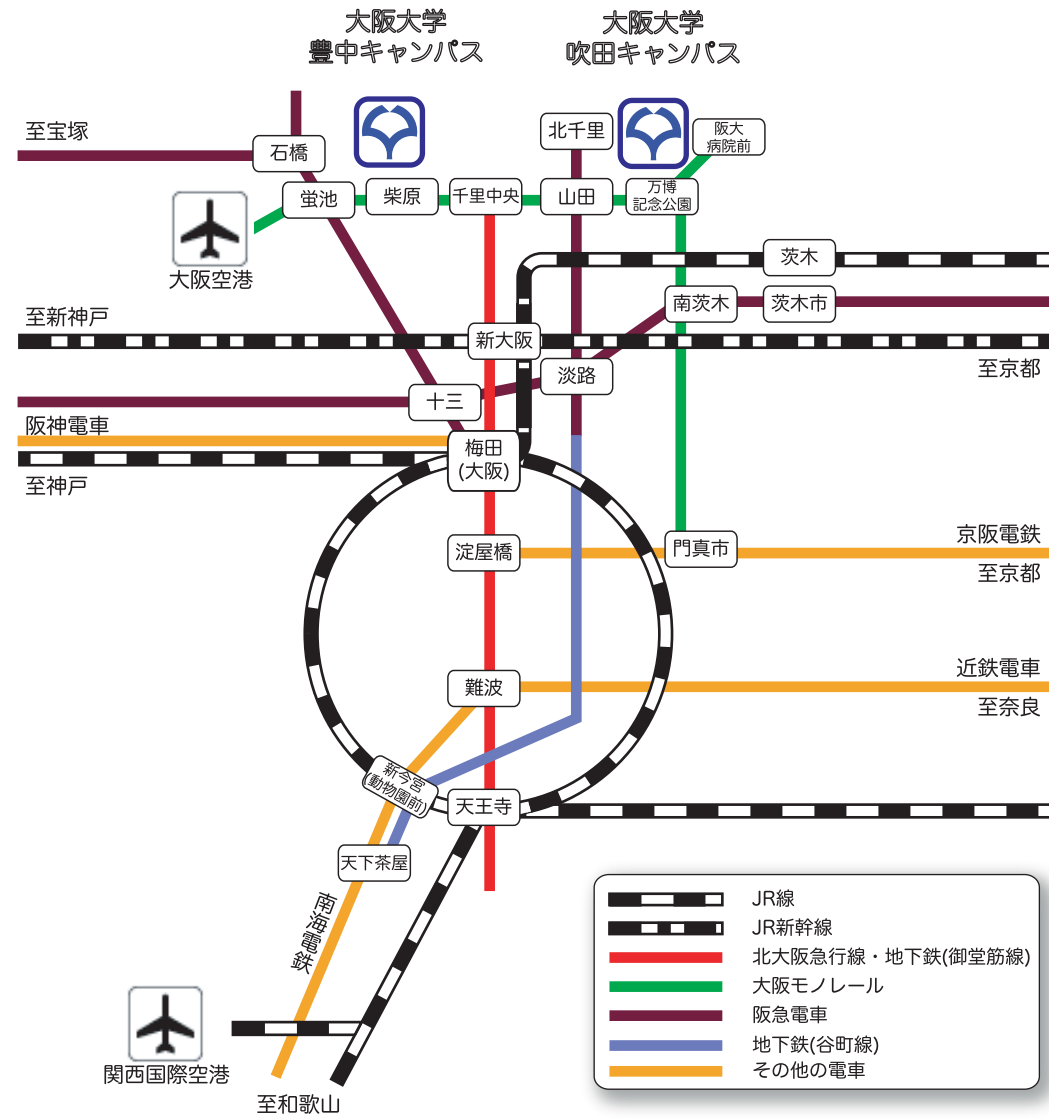 大阪大学
豊中キャンパス
大阪大学
吹田キャンパス
至宝塚
石橋
北千里
阪大
病院前
蛍池
柴原
千里中央
山田
万博
記念公園
大阪空港
茨木
至新神戸
新大阪
南茨木
茨木市
至京都
淡路
十三
阪神電車
梅田
(大阪)
至神戸
京阪電鉄
淀屋橋
門真市
至京都
近鉄電車
難波
至奈良
新今宮
(動物園前)
天王寺
天下茶屋
南海電鉄
関西国際空港
至和歌山
JR線
JR新幹線
北大阪急行線・地下鉄(御堂筋線)
大阪モノレール
阪急電車
地下鉄(谷町線)
その他の電車